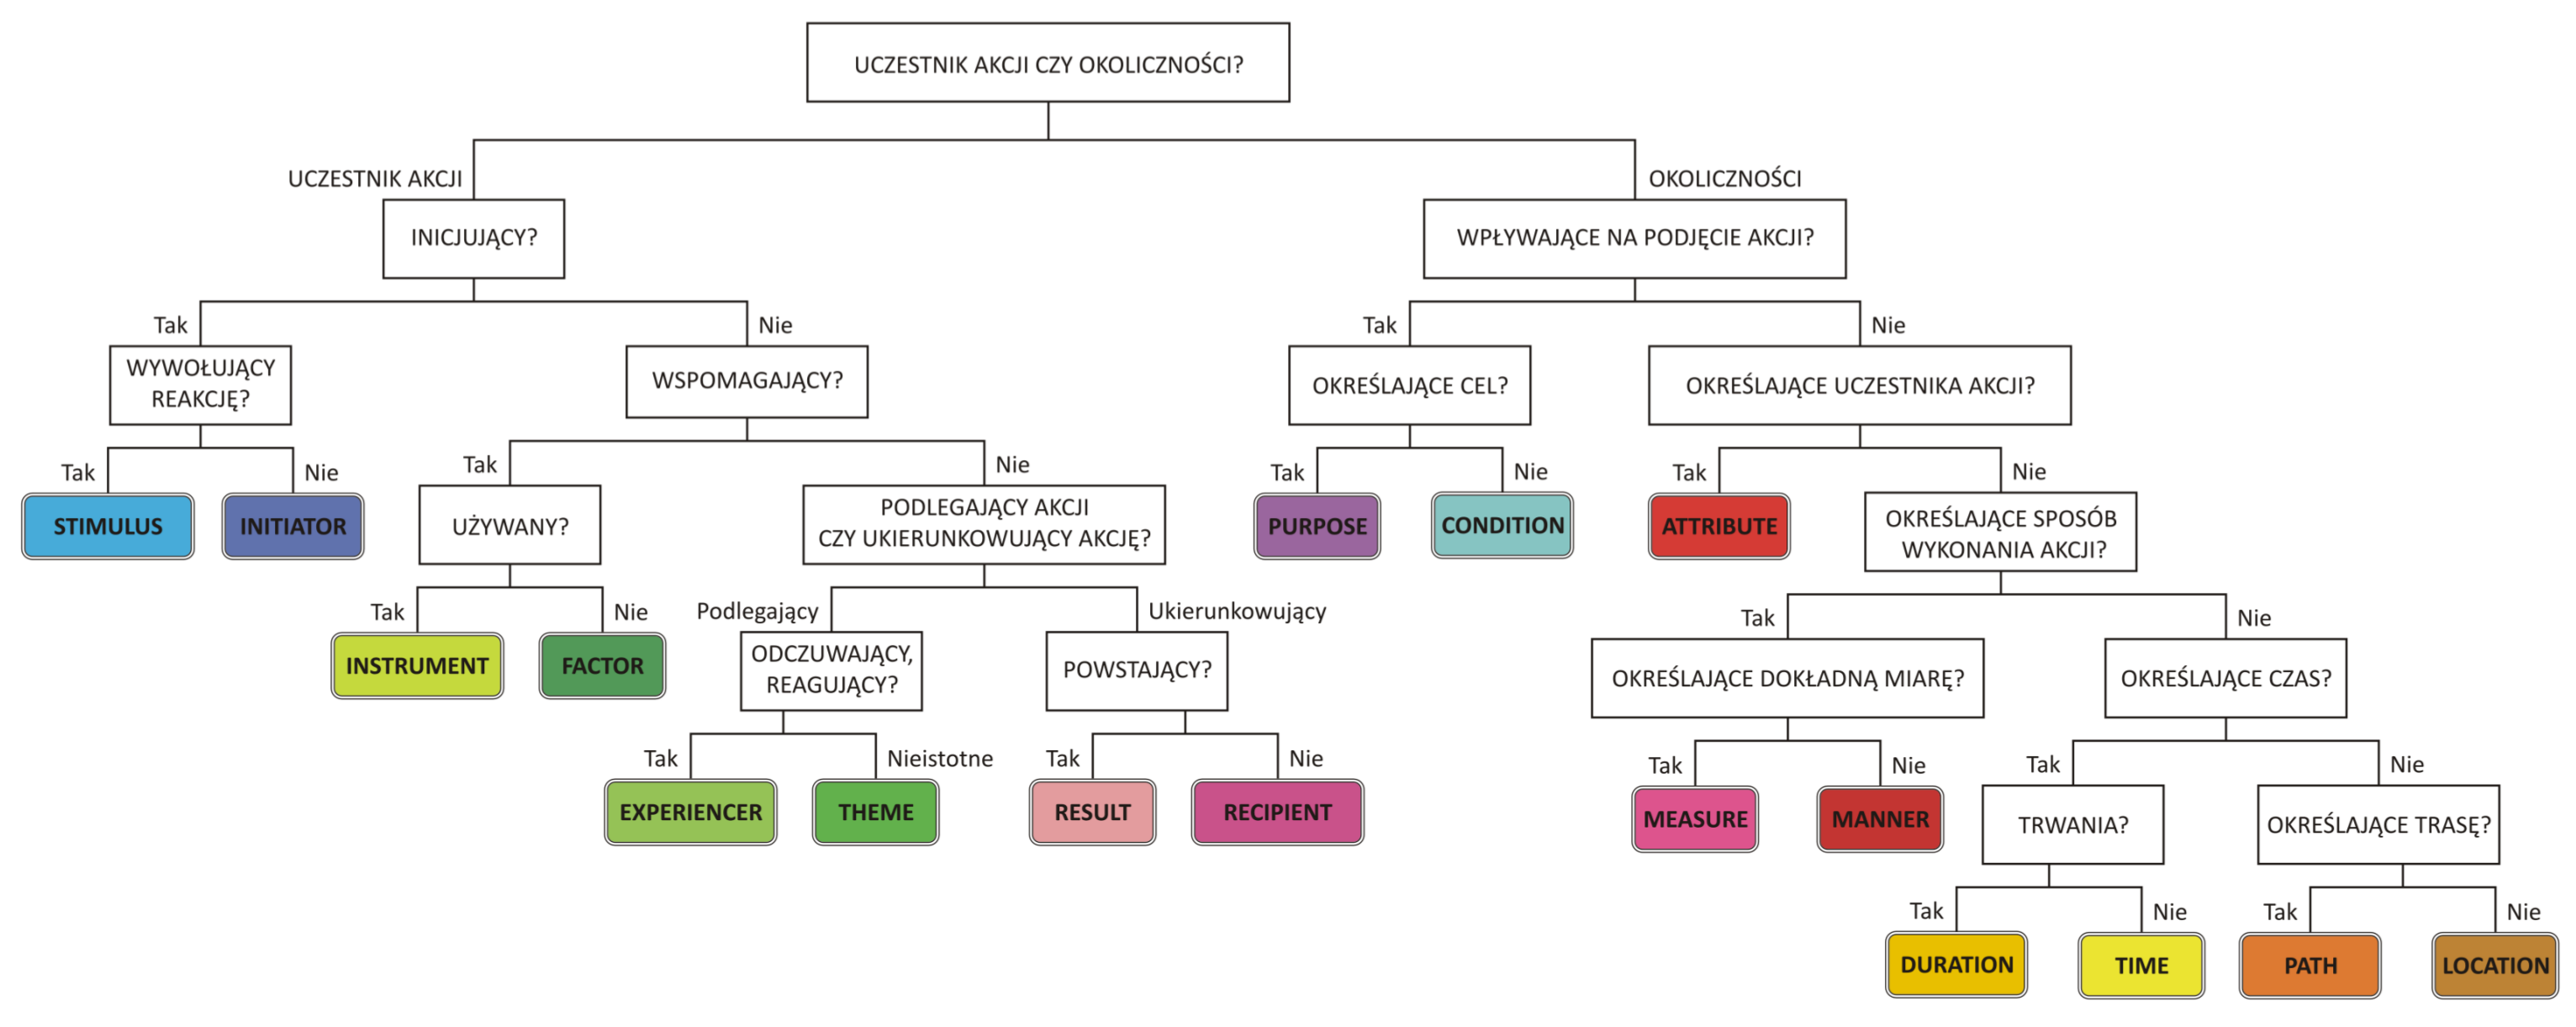 UCZESTNIK AKCJI CZY OKOLICZNOŚCI?
UCZESTNIK AKCJI
OKOLICZNOŚCI
INICJUJĄCY?
WPŁYWAJĄCE NA PODJĘCIE AKCJI?
Tak
Nie
Tak
Nie
WYWOŁUJĄCY
REAKCJĘ?
WSPOMAGAJĄCY?
OKREŚLAJĄCE CEL?
OKREŚLAJĄCE UCZESTNIKA AKCJI?
Tak
Nie
Tak
Nie
Tak
Nie
Tak
Nie
STIMULUS
INITIATOR
UŻYWANY?
PODLEGAJĄCY AKCJI
CZY UKIERUNKOWUJĄCY AKCJĘ?
PURPOSE
CONDITION
ATTRIBUTE
OKREŚLAJĄCE SPOSÓB
WYKONANIA AKCJI?
Tak
Nie
Podlegający
Ukierunkowujący
Tak
Nie
INSTRUMENT
FACTOR
ODCZUWAJĄCY,
REAGUJĄCY?
POWSTAJĄCY?
OKREŚLAJĄCE DOKŁADNĄ MIARĘ?
OKREŚLAJĄCE CZAS?
Tak
Nieistotne
Tak
Nie
Tak
Nie
Tak
Nie
EXPERIENCER
THEME
RESULT
RECIPIENT
MEASURE
MANNER
TRWANIA?
OKREŚLAJĄCE TRASĘ?
Tak
Nie
Tak
Nie
DURATION
TIME
PATH
LOCATION